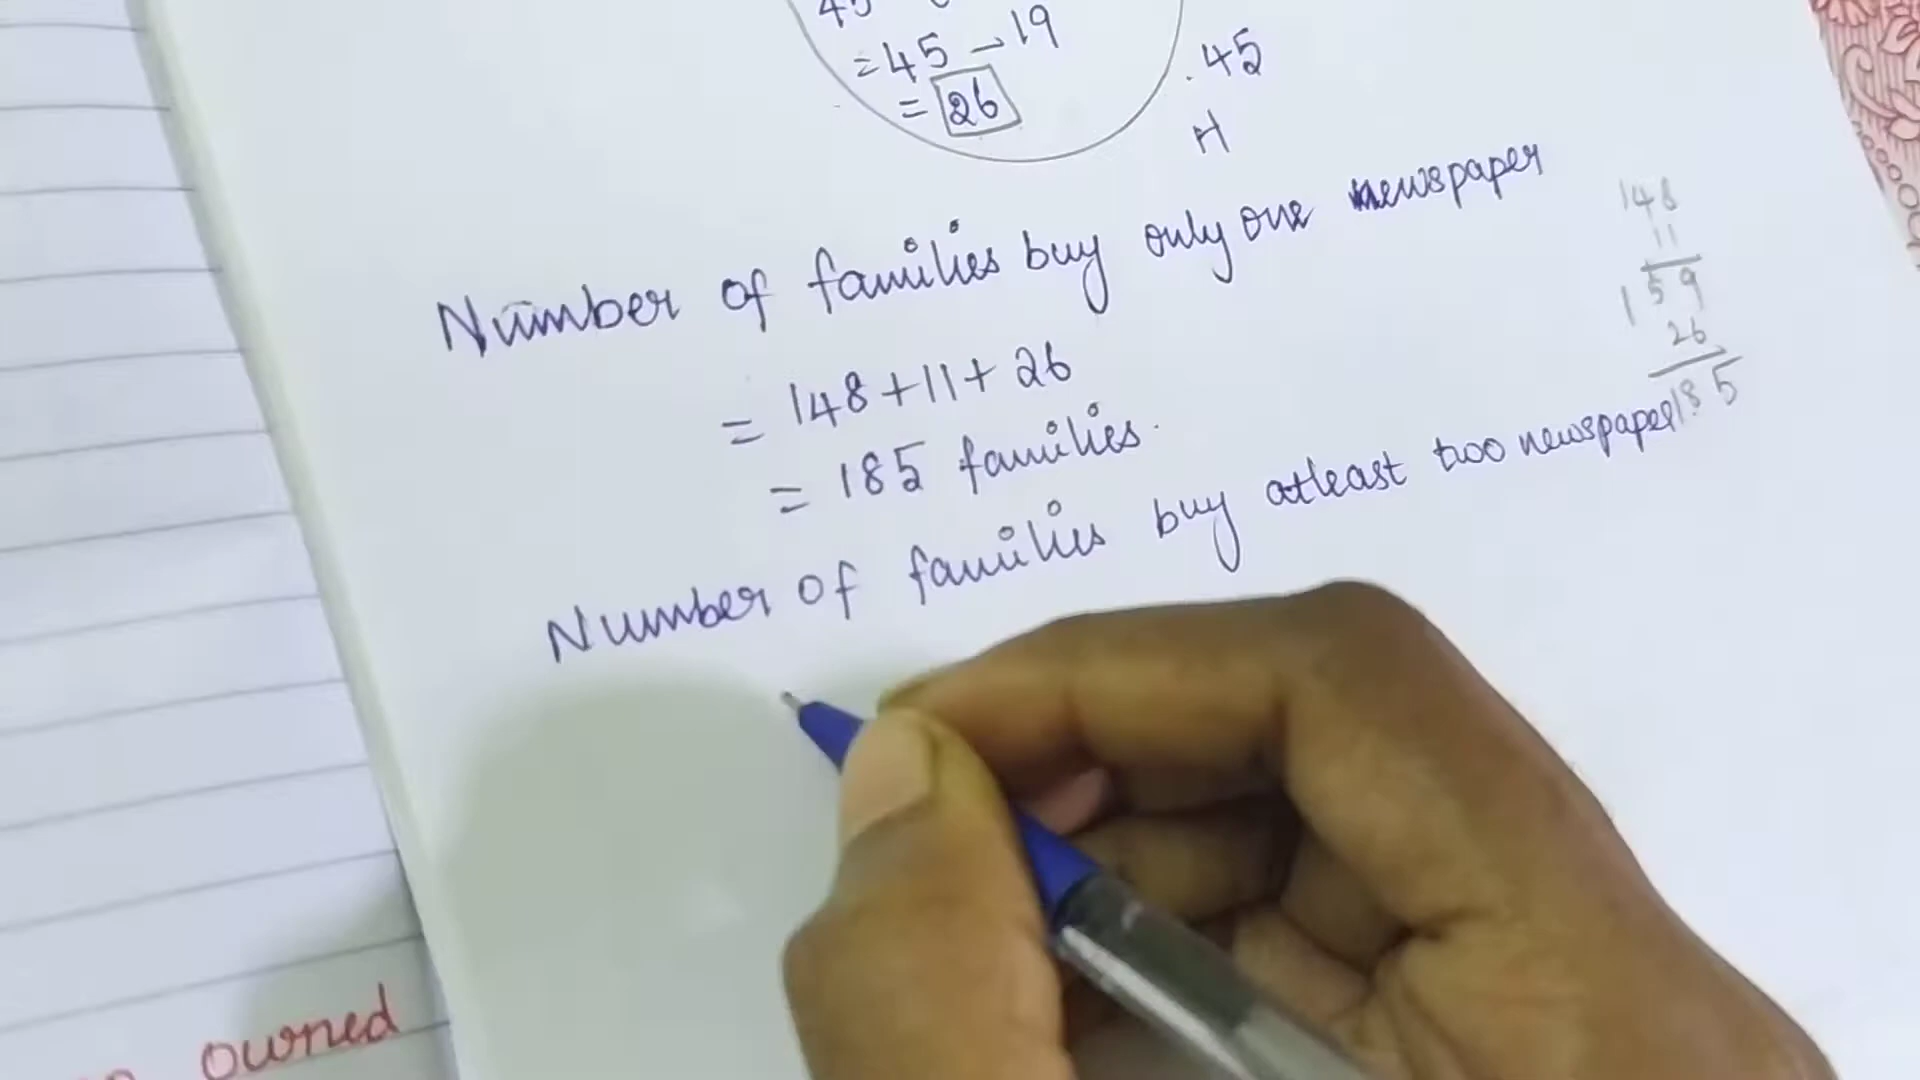 = 45 - 19
= 26
.45
H
Number of families buy only one newspaper
= 148 + 11 + 26
= 185 families.
Number of families buy atleast two newspaper
148
11
159
26
185
owned